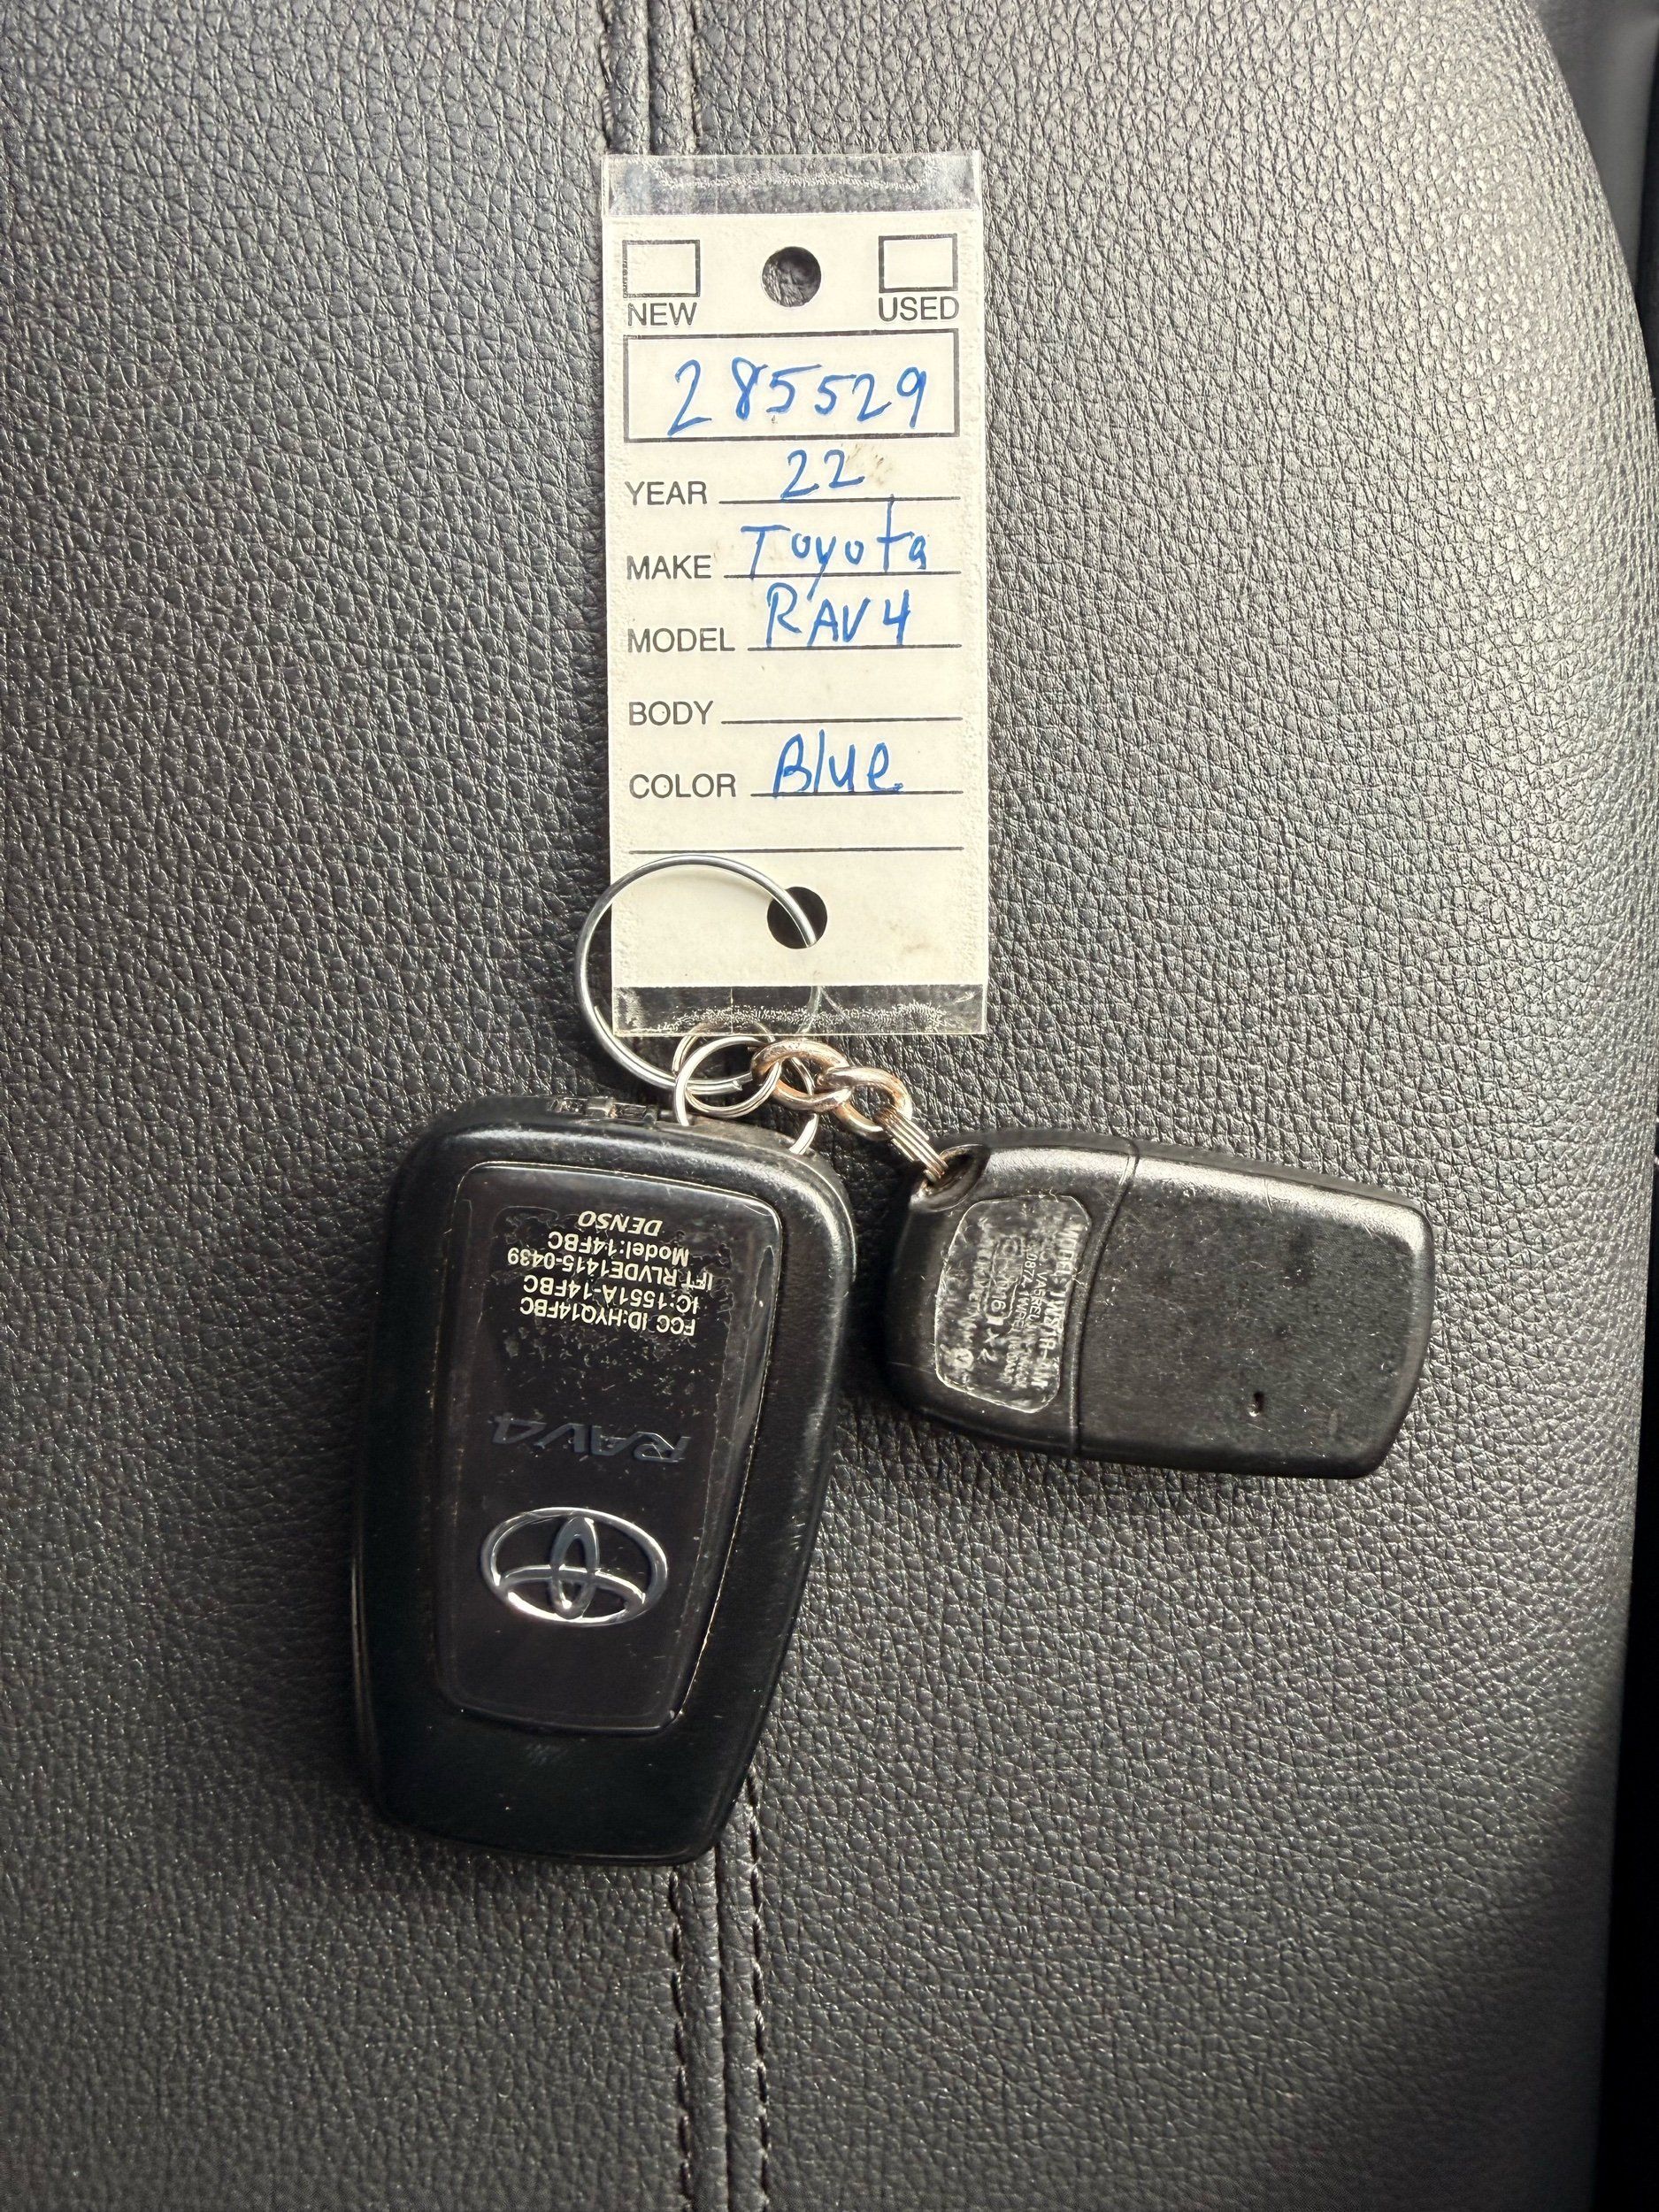 NEW USED
285529
YEAR 22
MAKE Toyota
MODEL RAV4
BODY
COLOR Blue
FCC ID:HYQ14FBC
IC:1551A-14FBC
IFT RLVDE1415-0439
Model:14FBC
DENSO
RAV4
MODEL: